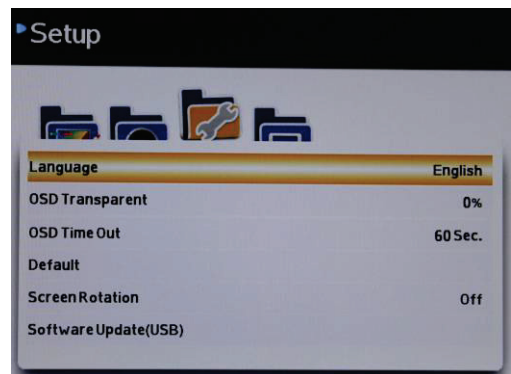 Setup
Language English
OSD Transparent 0%
OSD Time Out 60 Sec.
Default
Screen Rotation Off
Software Update(USB)